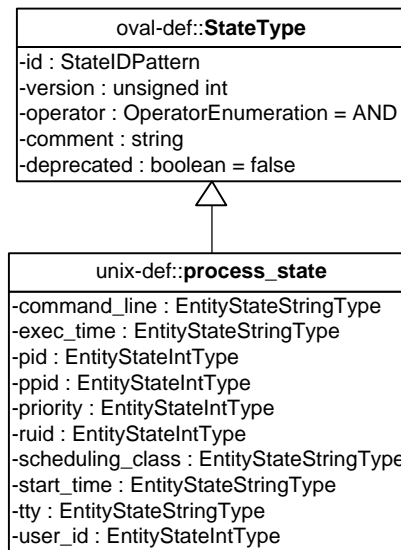 oval-def::StateType
-id : StateIDPattern
-version : unsigned int
-operator : OperatorEnumeration = AND
-comment : string
-deprecated : boolean = false
unix-def::process_state
-command_line : EntityStateStringType
-exec_time : EntityStateStringType
-pid : EntityStateIntType
-ppid : EntityStateIntType
-priority : EntityStateIntType
-ruid : EntityStateIntType
-scheduling_class : EntityStateStringType
-start_time : EntityStateStringType
-tty : EntityStateStringType
-user_id : EntityStateIntType